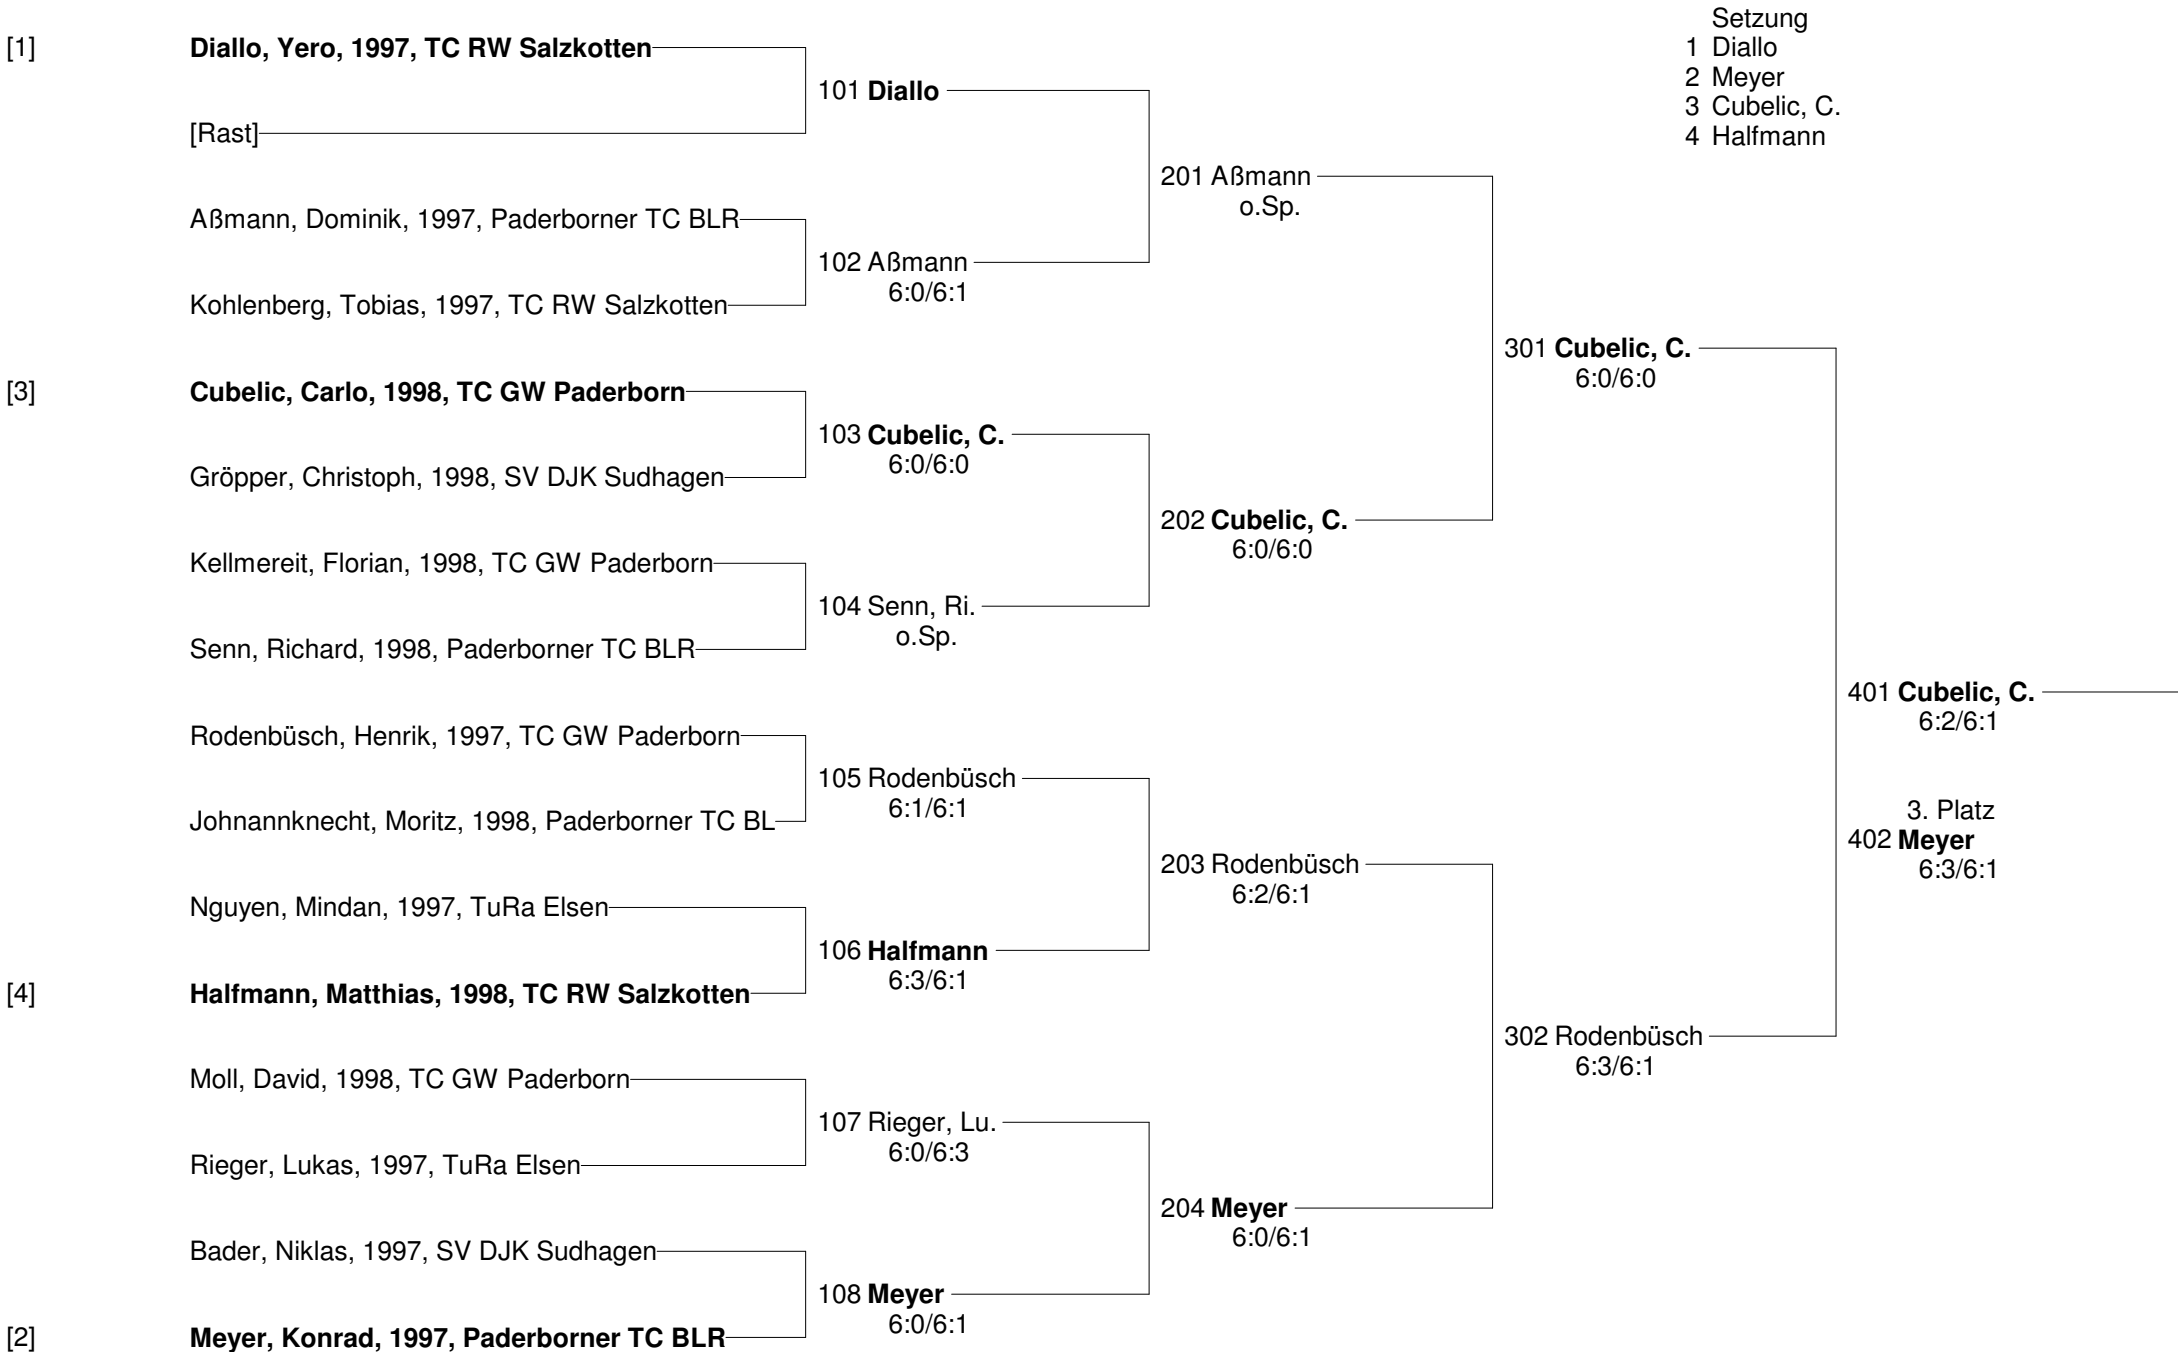 Setzung
1 Diallo
2 Meyer
3 Cubelic, C.
4 Halfmann
[1] Diallo, Yero, 1997, TC RW Salzkotten
[Rast]
Aßmann, Dominik, 1997, Paderborner TC BLR
Kohlenberg, Tobias, 1997, TC RW Salzkotten
[3] Cubelic, Carlo, 1998, TC GW Paderborn
Gröpper, Christoph, 1998, SV DJK Sudhagen
Kellmereit, Florian, 1998, TC GW Paderborn
Senn, Richard, 1998, Paderborner TC BLR
Rodenbüsch, Henrik, 1997, TC GW Paderborn
Johnannknecht, Moritz, 1998, Paderborner TC BL
Nguyen, Mindan, 1997, TuRa Elsen
[4] Halfmann, Matthias, 1998, TC RW Salzkotten
Moll, David, 1998, TC GW Paderborn
Rieger, Lukas, 1997, TuRa Elsen
Bader, Niklas, 1997, SV DJK Sudhagen
[2] Meyer, Konrad, 1997, Paderborner TC BLR
101 Diallo
102 Aßmann
6:0/6:1
103 Cubelic, C.
6:0/6:0
104 Senn, Ri.
o.Sp.
105 Rodenbüsch
6:1/6:1
106 Halfmann
6:3/6:1
107 Rieger, Lu.
6:0/6:3
108 Meyer
6:0/6:1
201 Aßmann
o.Sp.
202 Cubelic, C.
6:0/6:0
203 Rodenbüsch
6:2/6:1
204 Meyer
6:0/6:1
301 Cubelic, C.
6:0/6:0
302 Rodenbüsch
6:3/6:1
401 Cubelic, C.
6:2/6:1
3. Platz
402 Meyer
6:3/6:1